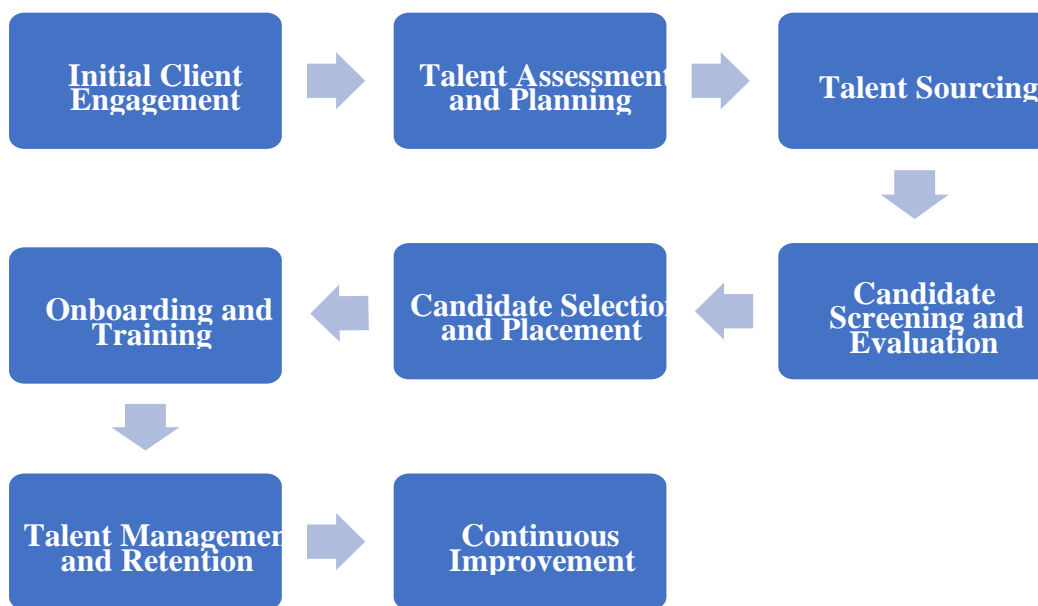 Initial Client
Engagement
Talent Assessment
and Planning
Talent Sourcing
Candidate
Screening and
Evaluation
Candidate Selection
and Placement
Onboarding and
Training
Talent Managemen
and Retention
Continuous
Improvement